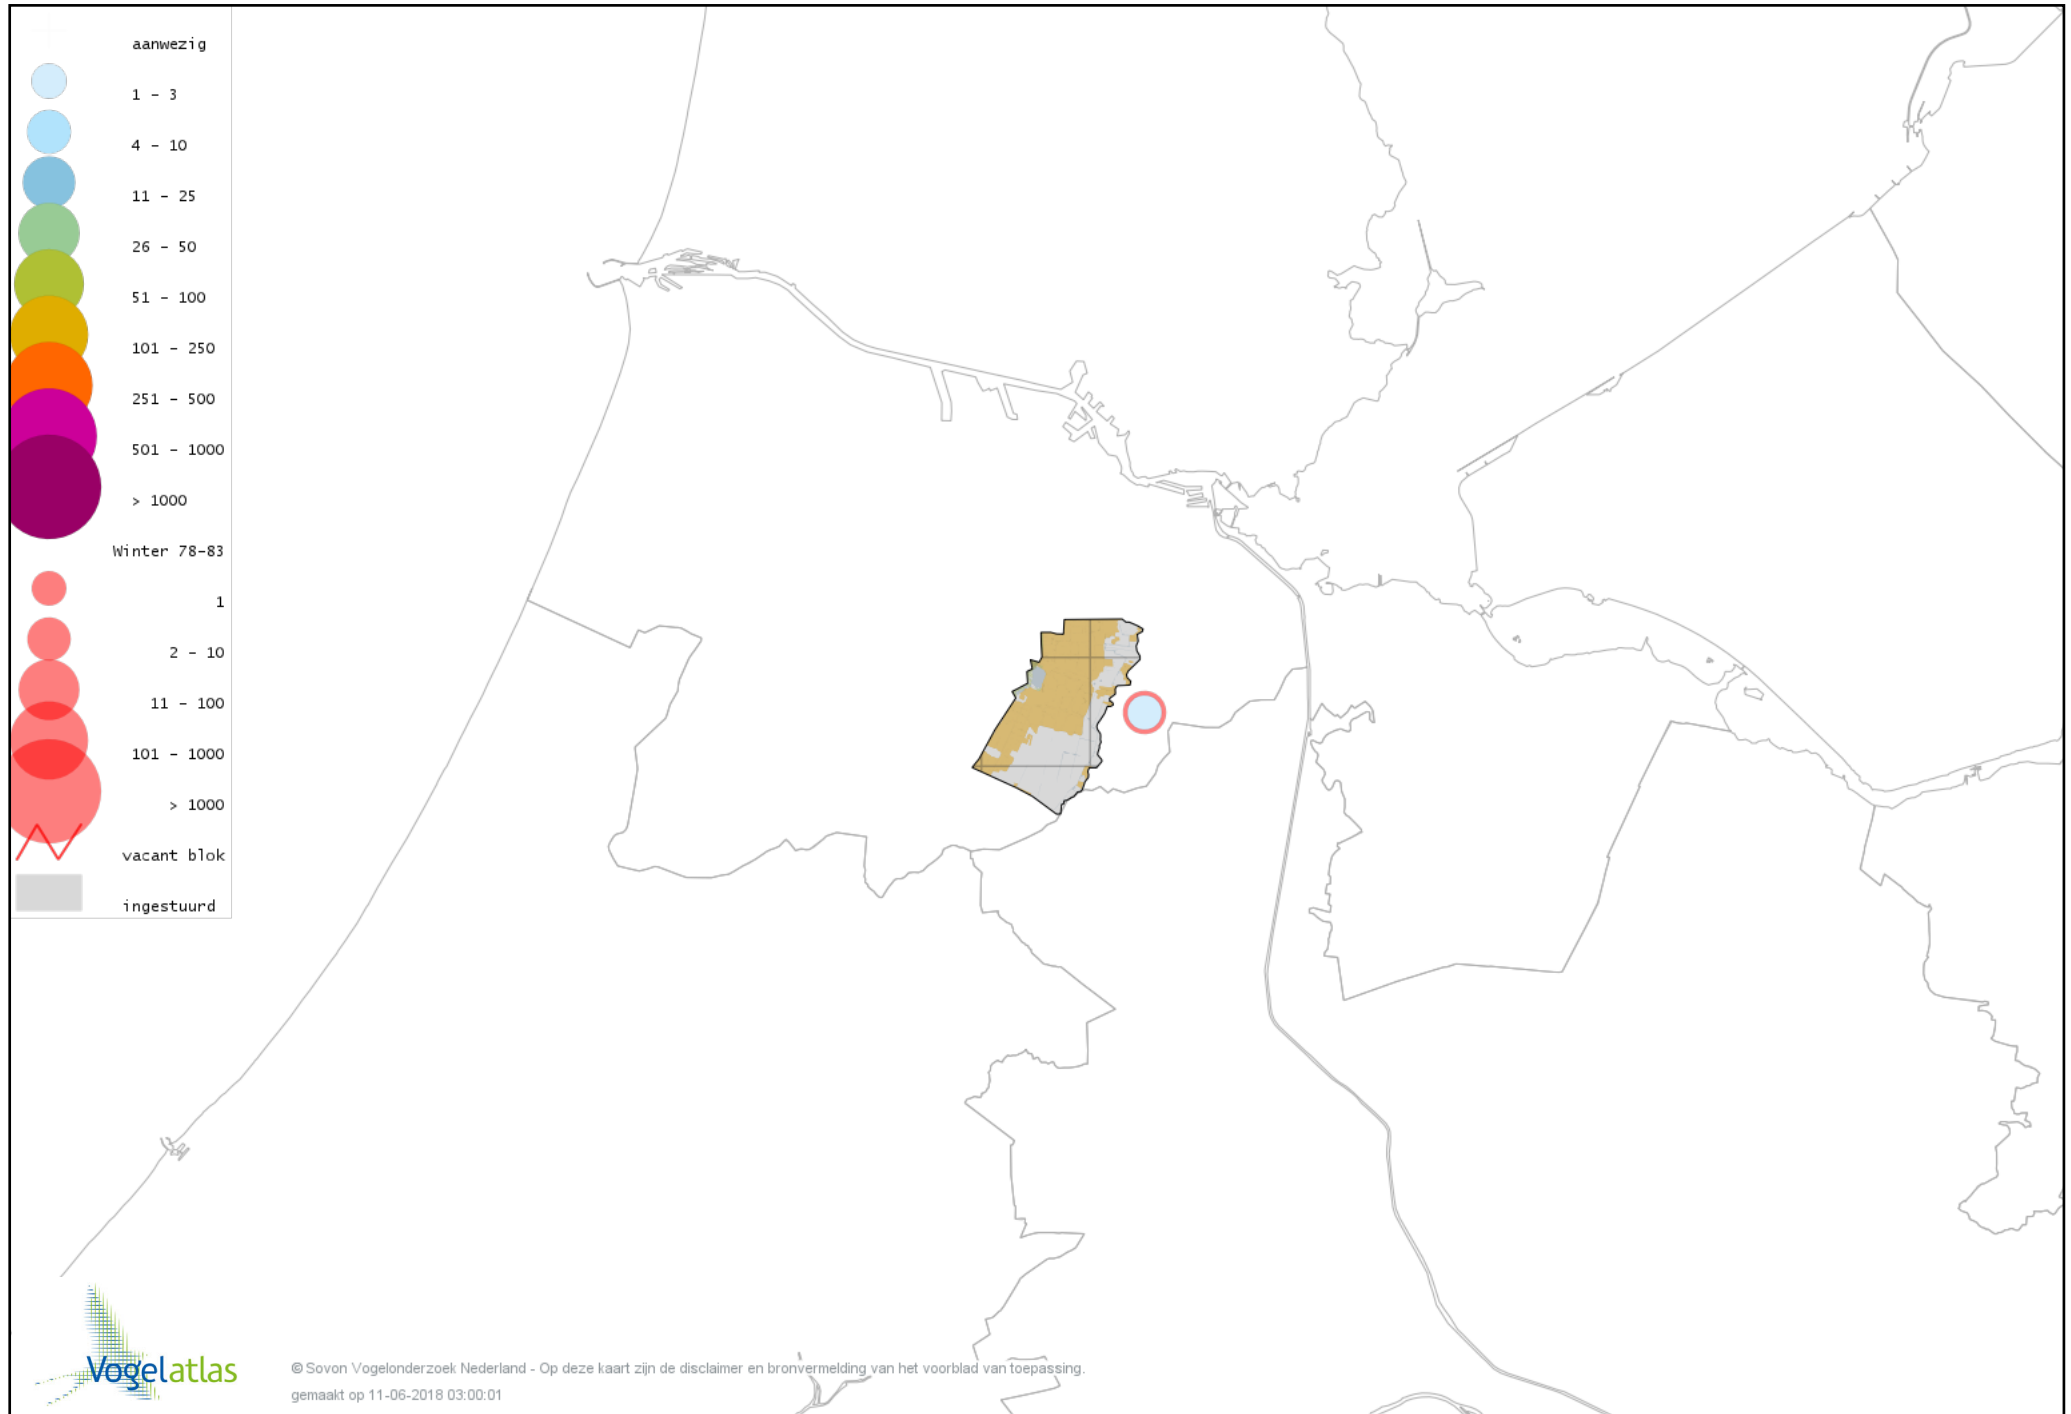 aanwezig
1 - 3
4 - 10
11 - 25
26 - 50
51 - 100
101 - 250
251 - 500
501 - 1000
> 1000
Winter 78-83
1
2 - 10
11 - 100
101 - 1000
> 1000
vacant blok
ingestuurd
Vogelatlas
© Sovon Vogelonderzoek Nederland - Op deze kaart zijn de disclaimer en bronvermelding van het voorblad van toepassing.
gemaakt op 11-06-2018 03:00:01